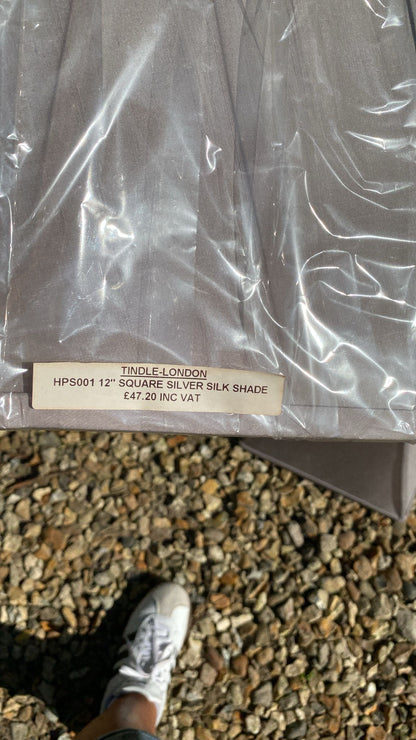 TINDLE-LONDON
HPS001 12" SQUARE SILVER SILK SHADE
£47.20 INC VAT